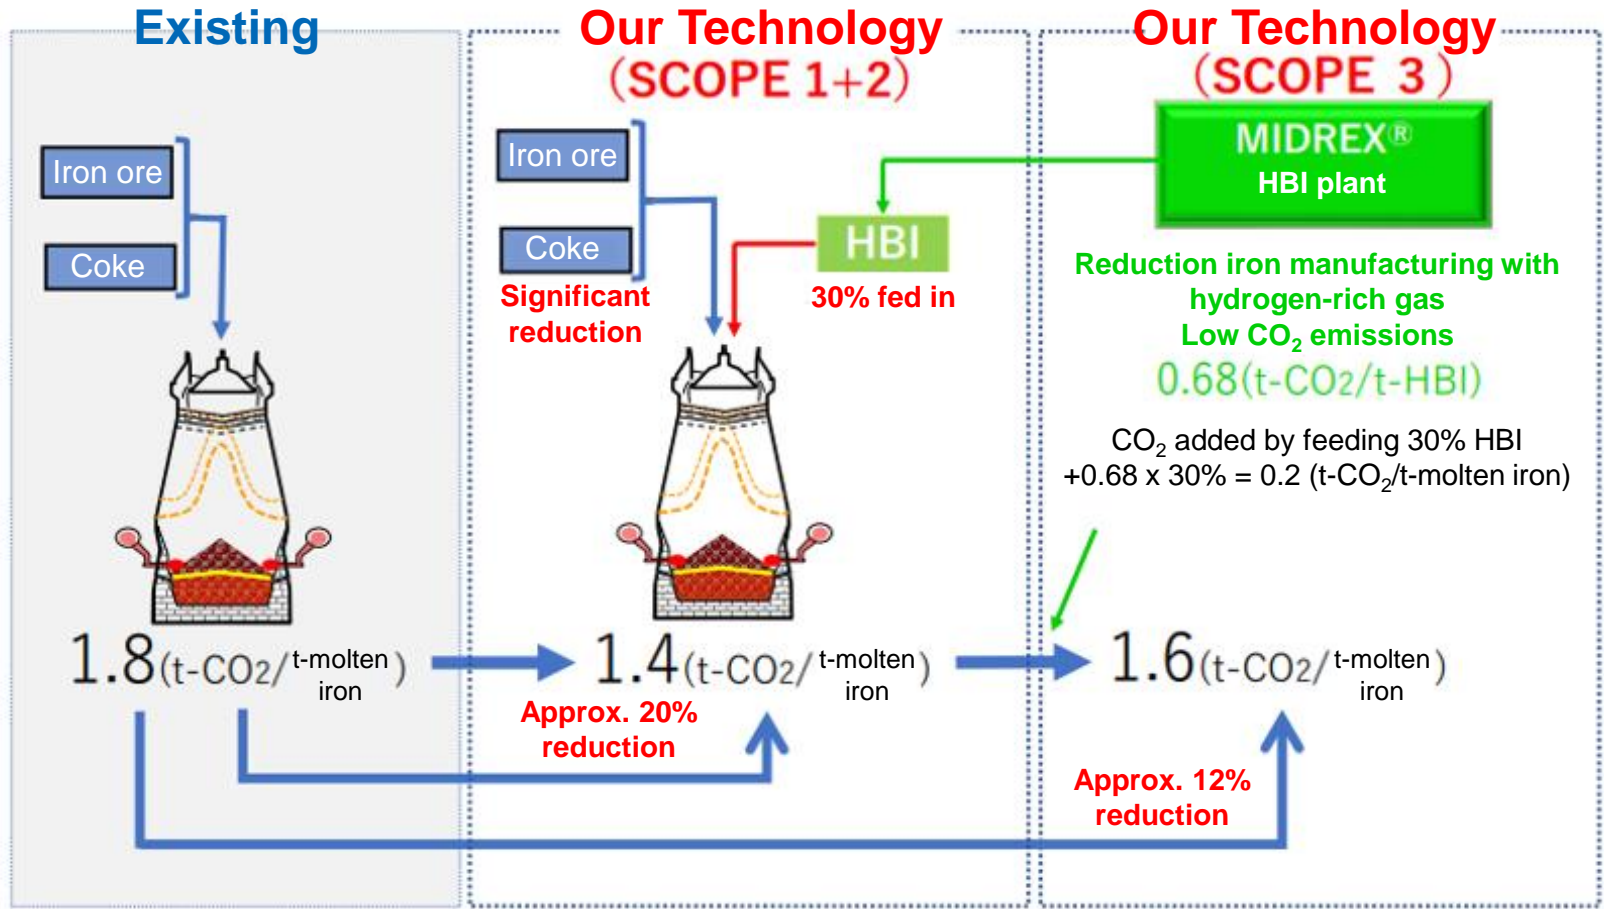 Existing
Iron ore
Coke
1.8(t-CO2/t-molten iron)
Our Technology
(SCOPE 1+2)
Iron ore
Coke
Significant
reduction
HBI
30% fed in
1.4(t-CO2/t-molten iron)
Approx. 20%
reduction
Our Technology
(SCOPE 3)
MIDREX®
HBI plant
Reduction iron manufacturing with
hydrogen-rich gas
Low CO₂ emissions
0.68(t-CO2/t-HBI)
CO₂ added by feeding 30% HBI
+0.68 x 30% = 0.2 (t-CO₂/t-molten iron)
1.6(t-CO2/t-molten iron)
Approx. 12%
reduction